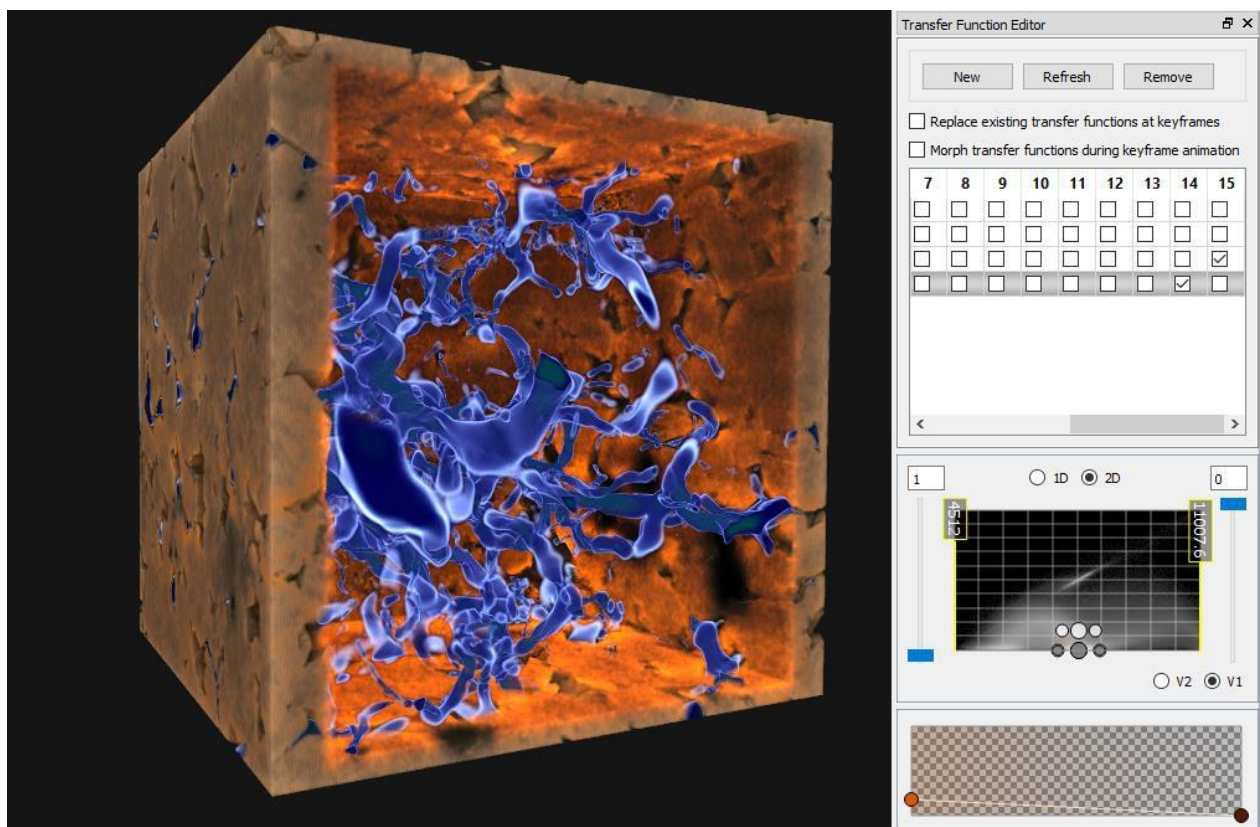 Transfer Function Editor
New Refresh Remove
Replace existing transfer functions at keyframes
Morph transfer functions during keyframe animation
7 8 9 10 11 12 13 14 15
1 1D 2D 0
4512
11007.6
V2 V1